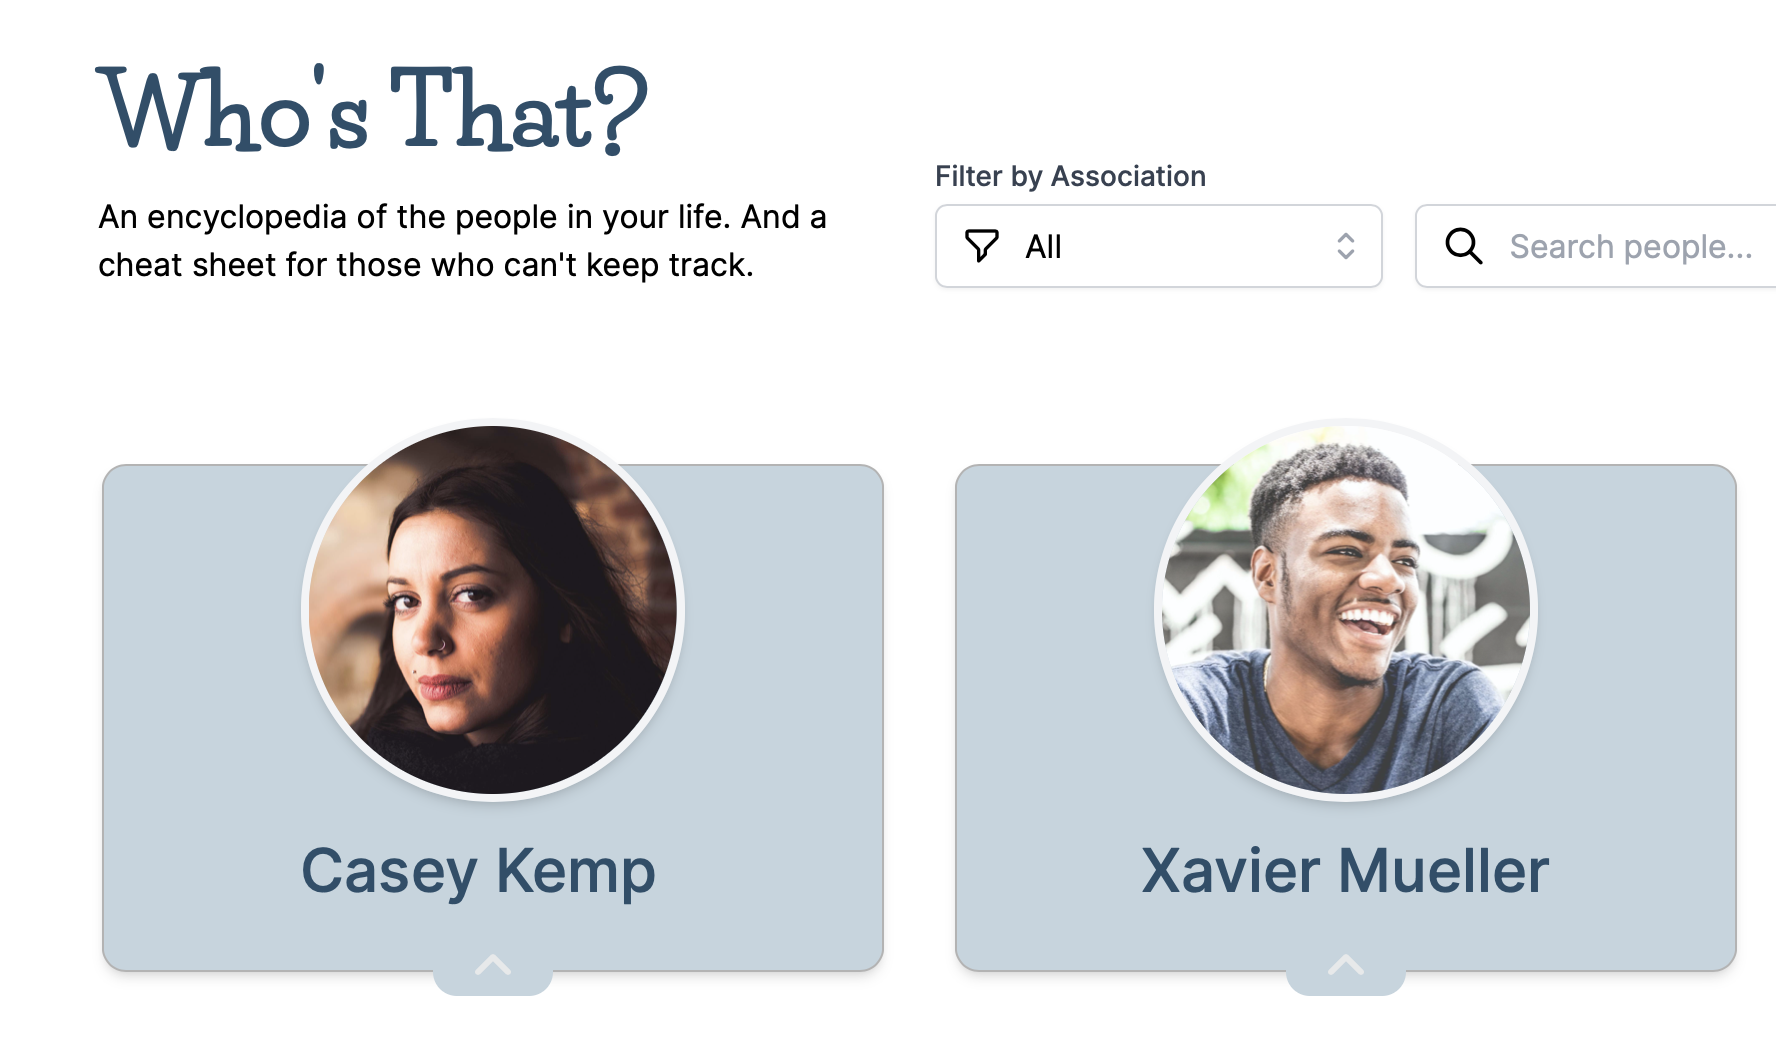 Who's That?
An encyclopedia of the people in your life. And a
cheat sheet for those who can't keep track.
Filter by Association
All
Search people...
Casey Kemp
Xavier Mueller